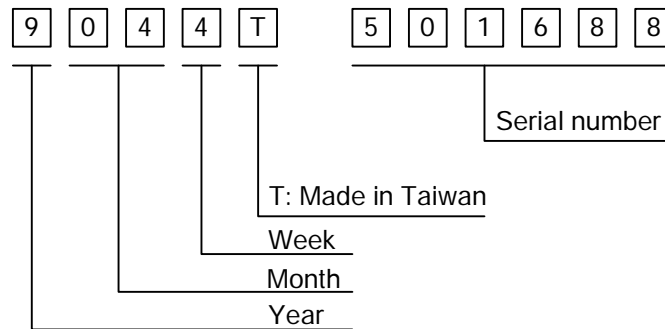 9 0 4 4 T 5 0 1 6 8 8
Serial number
T: Made in Taiwan
Week
Month
Year